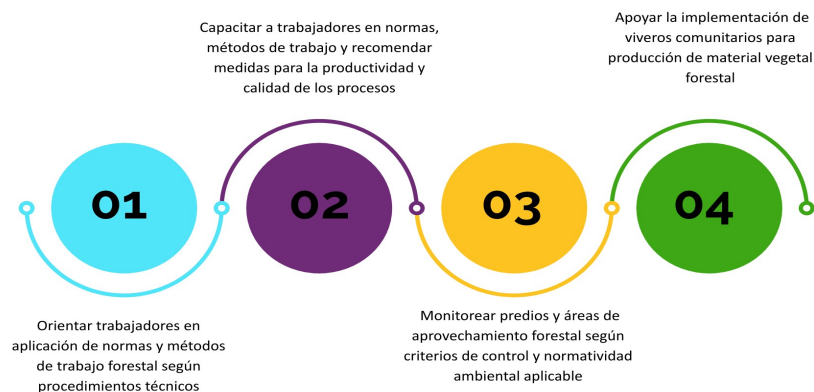 01
Orientar trabajadores en
aplicación de normas y métodos
de trabajo forestal según
procedimientos técnicos
Capacitar a trabajadores en normas,
métodos de trabajo y recomendar
medidas para la productividad y
calidad de los procesos
02
03
Monitorear predios y áreas de
aprovechamiento forestal según
criterios de control y normatividad
ambiental aplicable
Apoyar la implementación de
viveros comunitarios para
producción de material vegetal
forestal
04